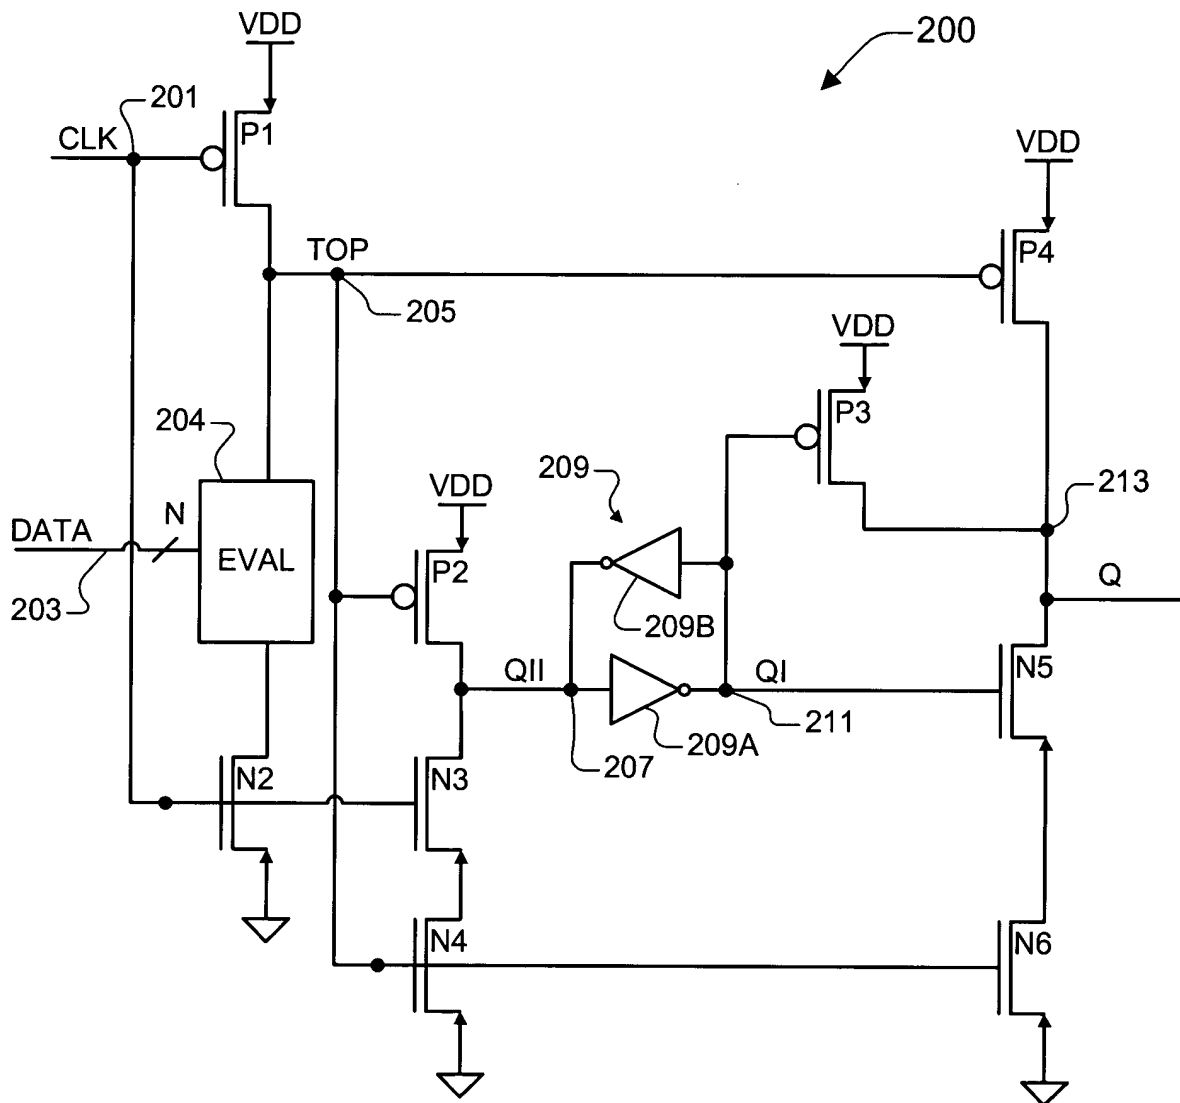 200
VDD
201
CLK
P1
VDD
P4
TOP
205
VDD
P3
204
209
213
VDD
DATA
N
EVAL
P2
Q
203
209B
QII
QI
N5
209A
211
207
N2
N3
N4
N6